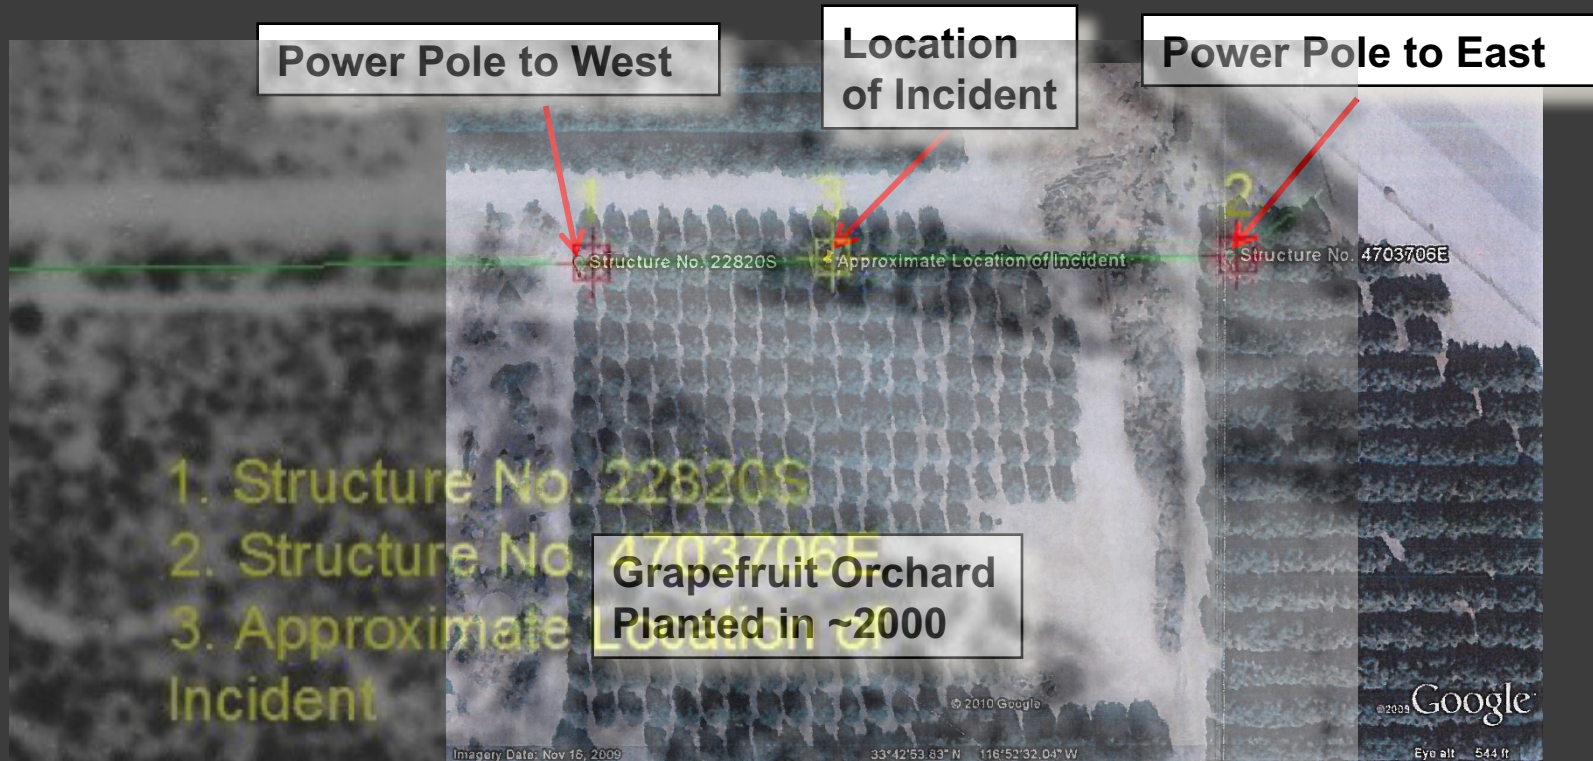 Power Pole to West
Location
of Incident
Power Pole to East
1
3
2
Structure No. 22820S
Approximate Location of Incident
Structure No. 4703706E
1. Structure No. 22820S
2. Structure No. 4703706E
3. Approximate Location of
Incident
Grapefruit Orchard
Planted in ~2000
© 2010 Google
©2009 Google
Imagery Date: Nov 16, 2009
33°42'53.83" N 116°52'32.04" W
Eye alt 544 ft